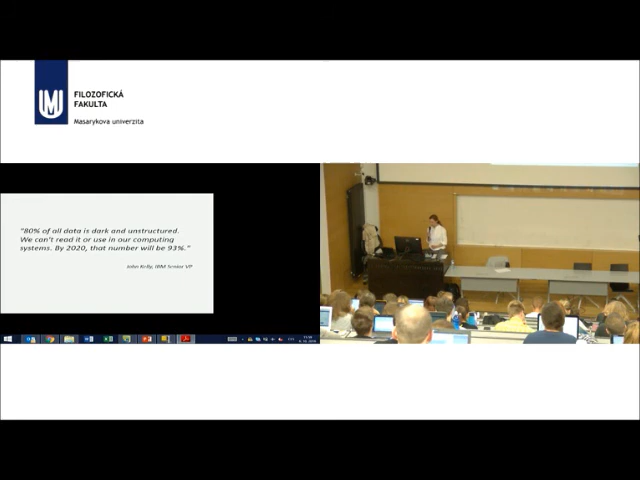 FILOZOFICKÁ
FAKULTA
Masarykova univerzita
"80% of all data is dark and unstructured.
We can't read it or use in our computing
systems. By 2020, that number will be 93%."
John Kelly, IBM Senior VP